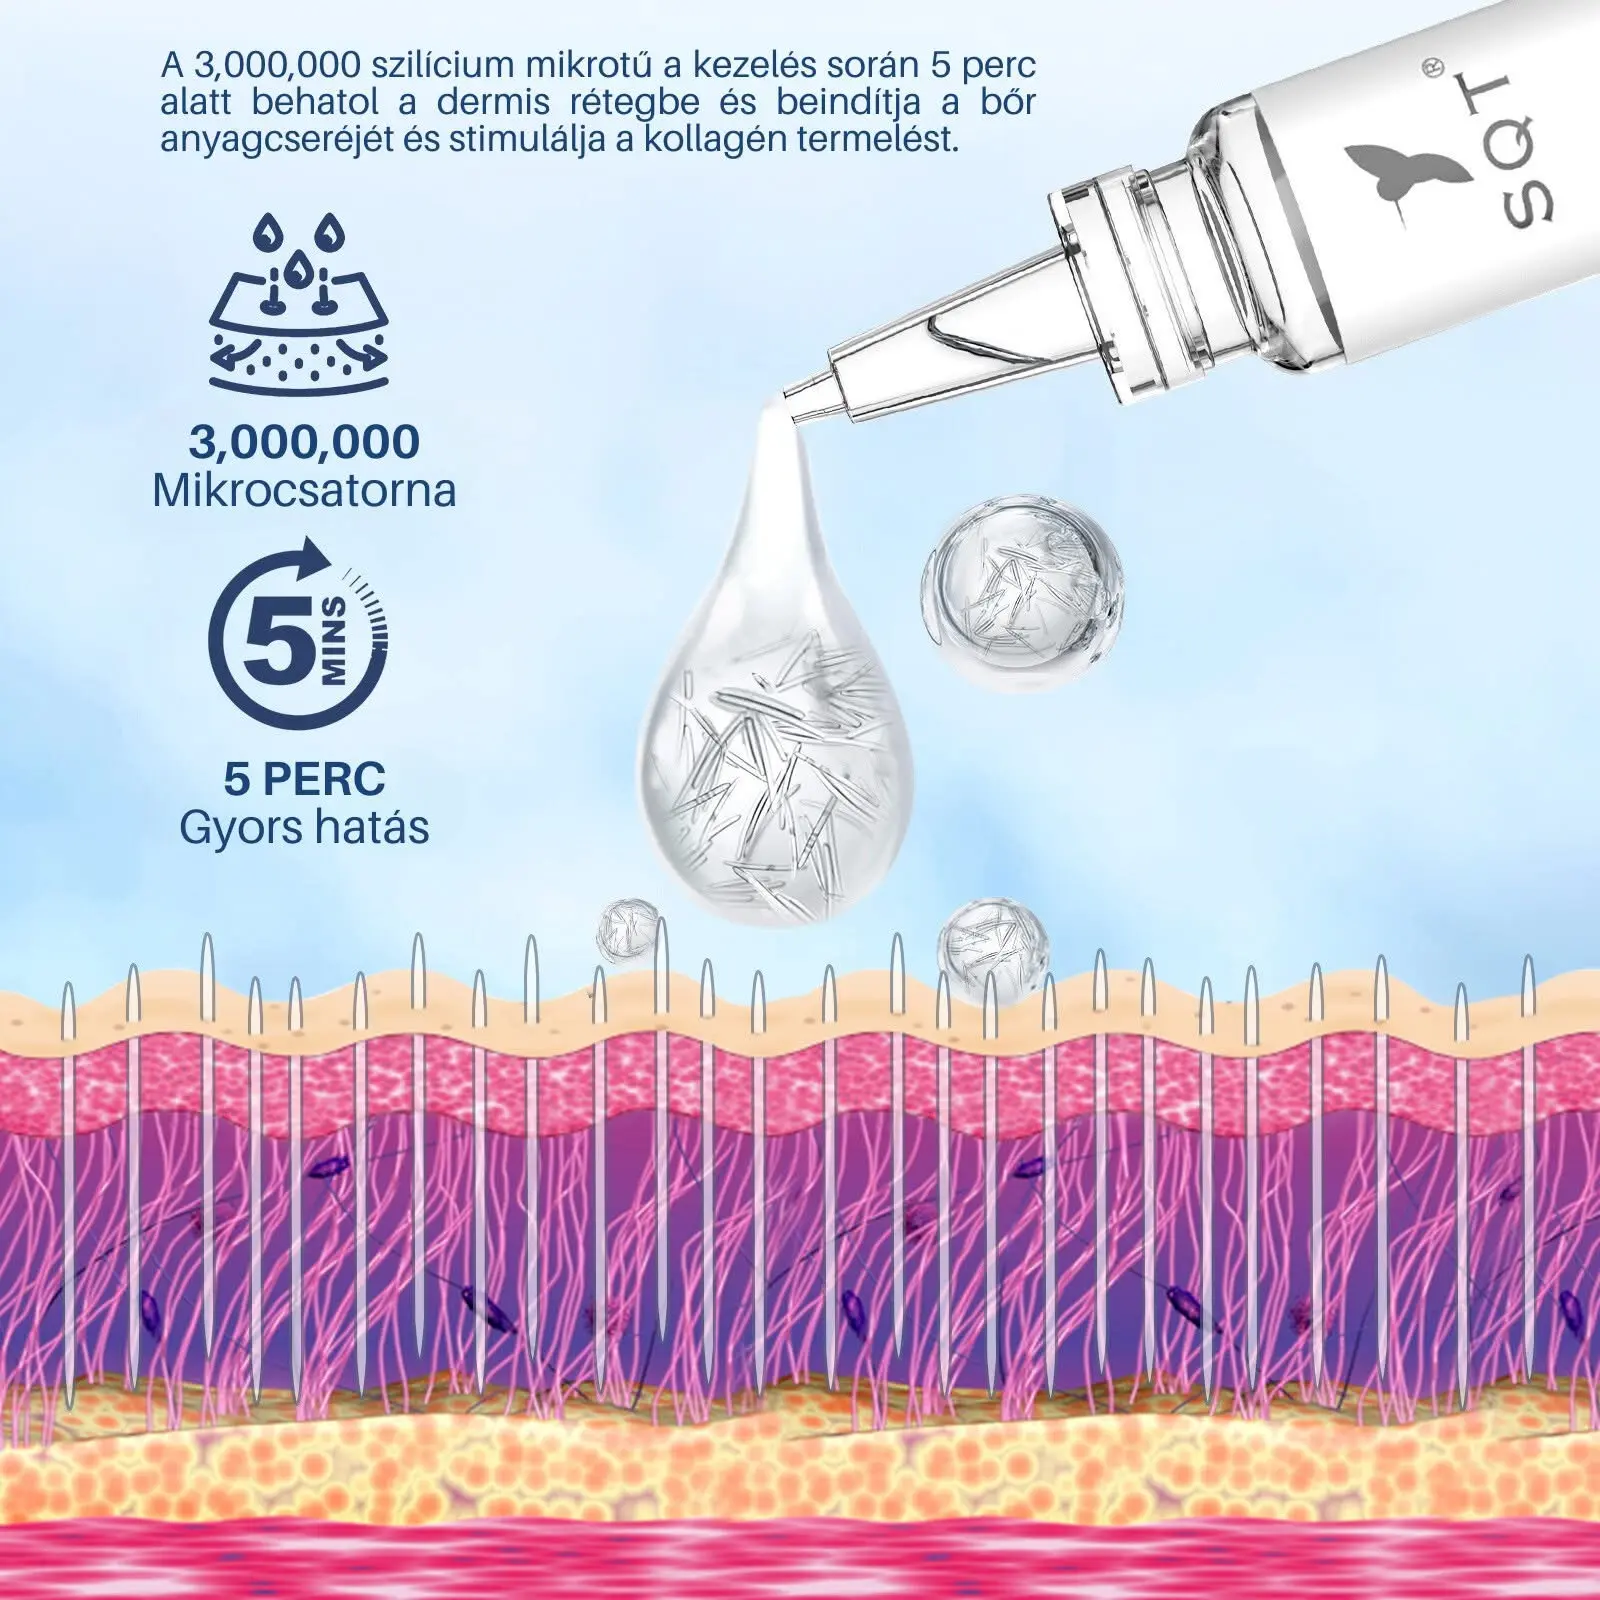 A 3,000,000 szilícium mikrotű a kezelés során 5 perc
alatt behatol a dermis rétegbe és beindítja a bőr
anyagcseréjét és stimulálja a kollagén termelést.
SQT®
3,000,000
Mikrocsatorna
5 MINS
5 PERC
Gyors hatás